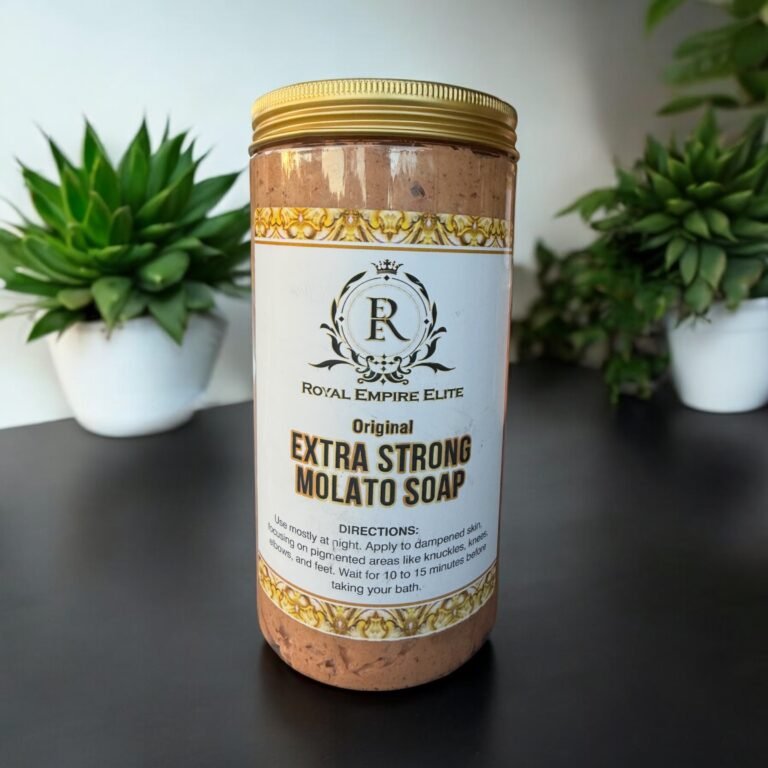 ER
ROYAL EMPIRE ELITE
Original
EXTRA STRONG
MOLATO SOAP
DIRECTIONS:
Use mostly at night. Apply to dampened skin,
focusing on pigmented areas like knuckles, knees,
elbows, and feet. Wait for 10 to 15 minutes before
taking your bath.